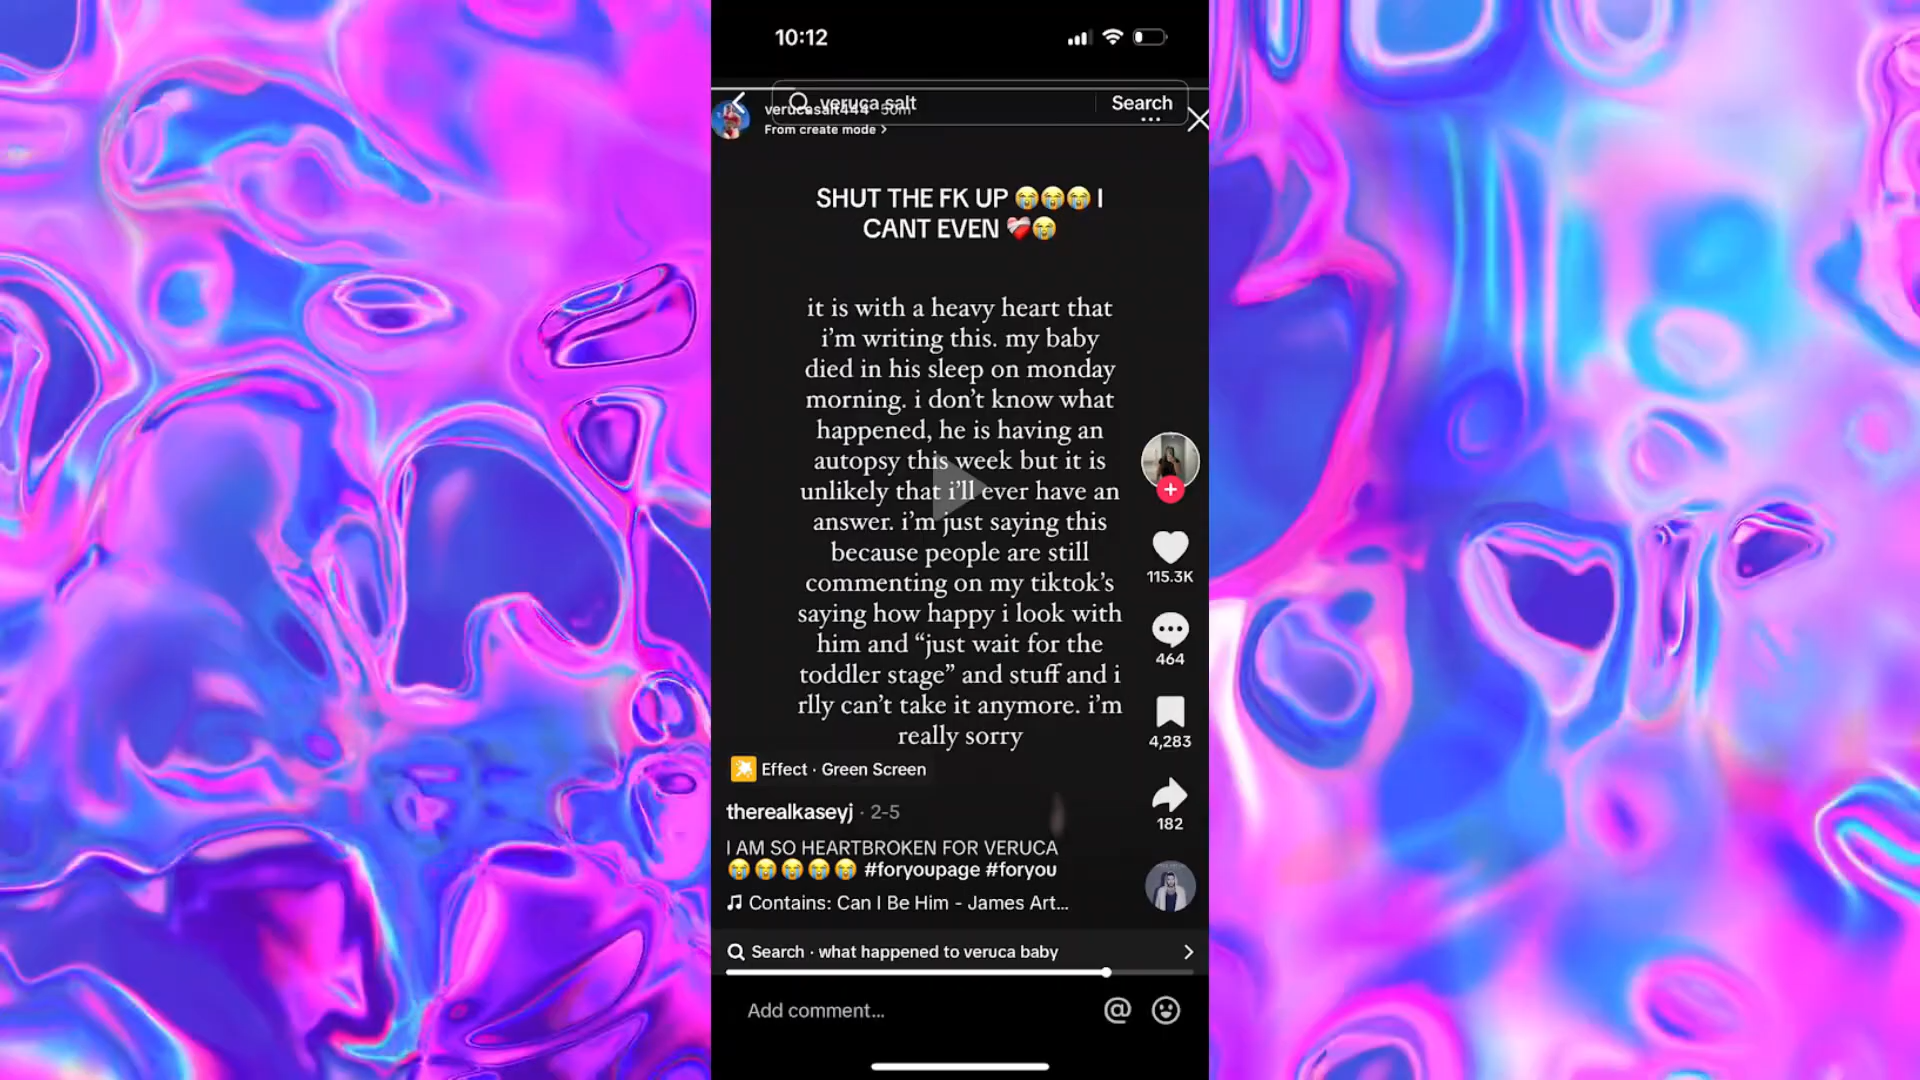 10:12
veruca salt
Search
verucasalt444 50m
From create mode >
SHUT THE FK UP 😭😭😭 I
CANT EVEN ❤️‍🩹😭
it is with a heavy heart that
i'm writing this. my baby
died in his sleep on monday
morning. i don't know what
happened, he is having an
autopsy this week but it is
unlikely that i'll ever have an
answer. i'm just saying this
because people are still
commenting on my tiktok's
saying how happy i look with
him and “just wait for the
toddler stage” and stuff and i
rlly can't take it anymore. i'm
really sorry
115.3K
464
4,283
182
Effect · Green Screen
therealkaseyj · 2-5
I AM SO HEARTBROKEN FOR VERUCA
😭😭😭😭😭 #foryoupage #foryou
Contains: Can I Be Him - James Art...
Search · what happened to veruca baby
Add comment...
@